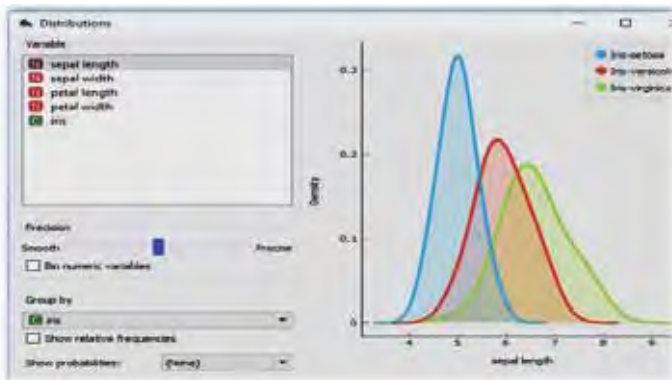 Distributions
Variable
sepal length
sepal width
petal length
petal width
iris
Precision
Smooth
Precise
Bin numeric variables
Group by
iris
Show relative frequencies
Show probabilities:
(None)
Density
0.3
0.2
0.1
0
4 5 6 7 8 9
sepal length
Iris-setosa
Iris-versicolo
Iris-virginica